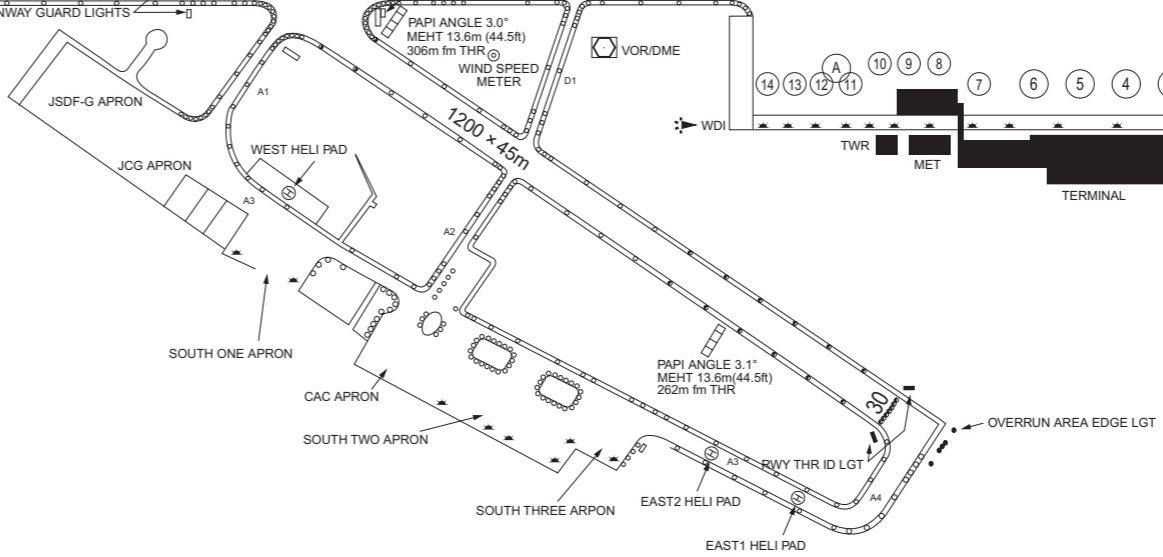 NWAY GUARD LIGHTS
PAPI ANGLE 3.0°
MEHT 13.6m (44.5ft)
306m fm THR
WIND SPEED
METER
D1
VOR/DME
A
10
9
8
14
13
12
11
7
6
5
4
WDI
TWR
MET
TERMINAL
JSDF-G APRON
A1
1200 × 45m
WEST HELI PAD
JCG APRON
A3
A2
SOUTH ONE APRON
PAPI ANGLE 3.1°
MEHT 13.6m(44.5ft)
262m fm THR
CAC APRON
30
OVERRUN AREA EDGE LGT
SOUTH TWO APRON
RWY THR ID LGT
A3
A4
EAST2 HELI PAD
SOUTH THREE ARPON
EAST1 HELI PAD